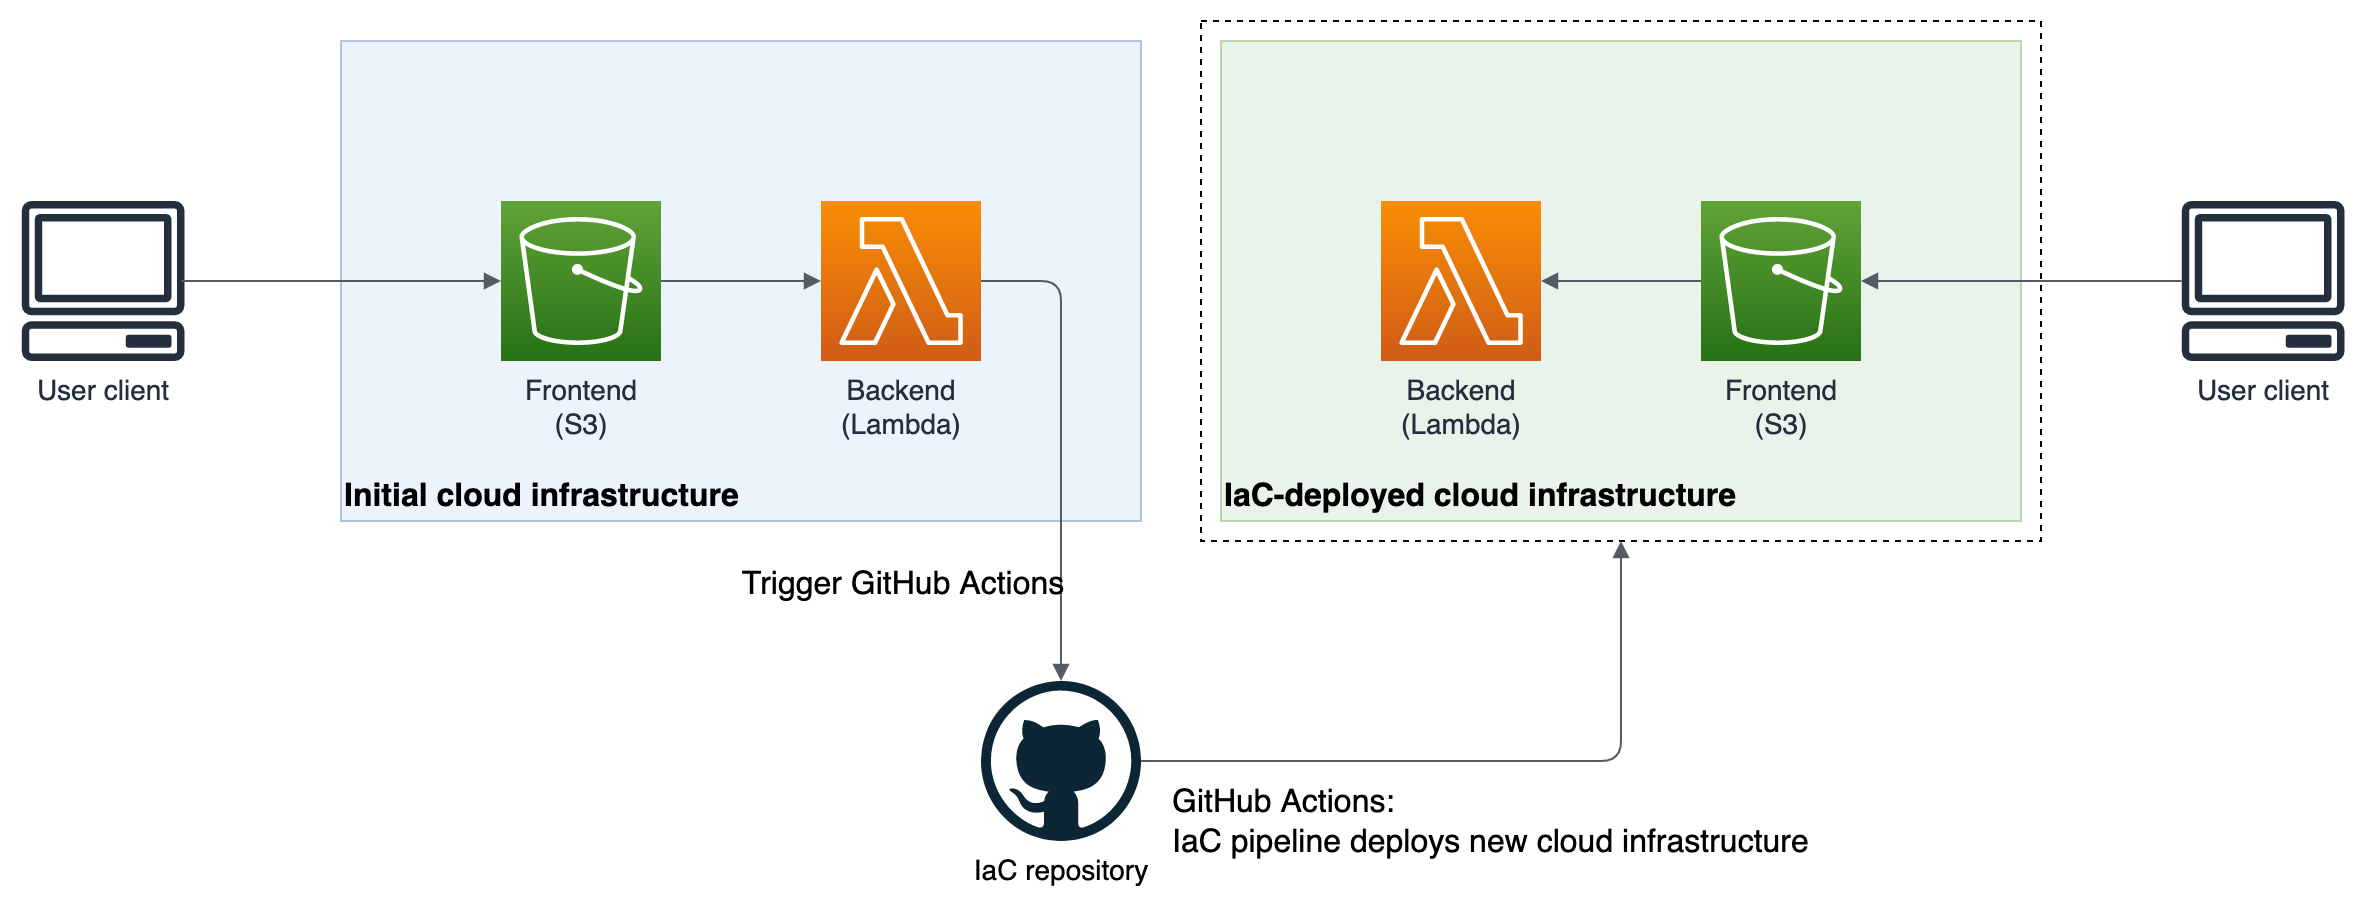 User client
Frontend
(S3)
Backend
(Lambda)
Initial cloud infrastructure
Backend
(Lambda)
Frontend
(S3)
IaC-deployed cloud infrastructure
User client
Trigger GitHub Actions
IaC repository
GitHub Actions:
IaC pipeline deploys new cloud infrastructure